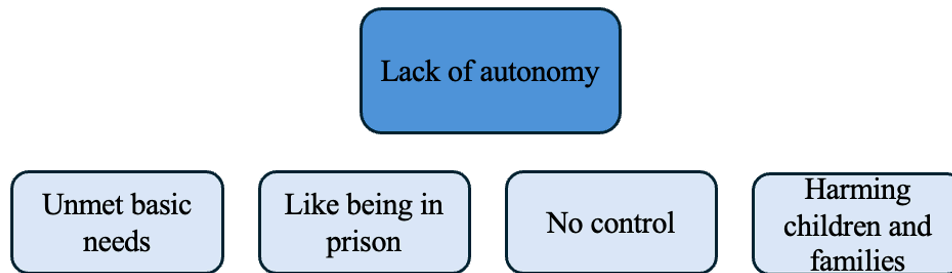 Lack of autonomy
Unmet basic
needs
Like being in
prison
No control
Harming
children and
families